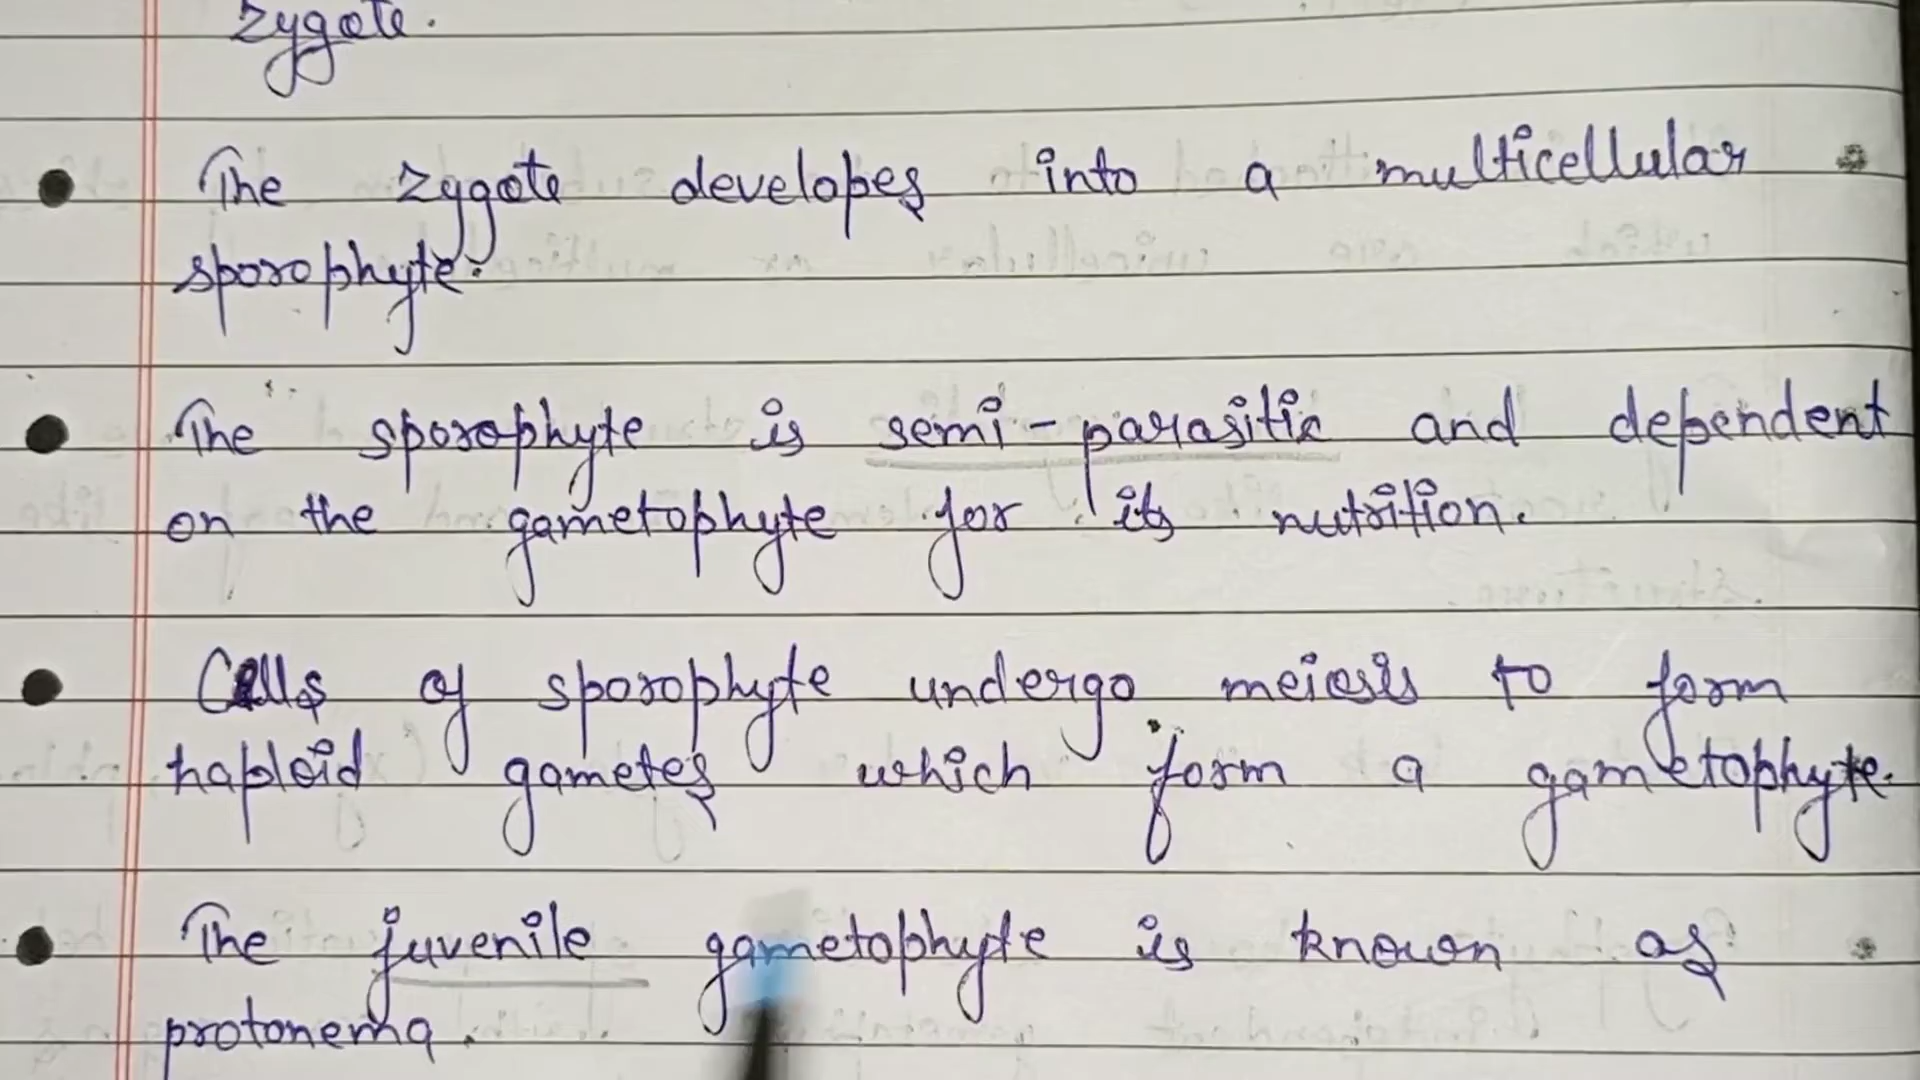 zygote.
The zygote developes into a multicellular
sporophyte.
The sporophyte is semi-parasitic and dependent
on the gametophyte for its nutrition.
Cells of sporophyte undergo meiosis to form
haploid gametes which form a gametophyte.
The juvenile gametophyte is known as
protonema.